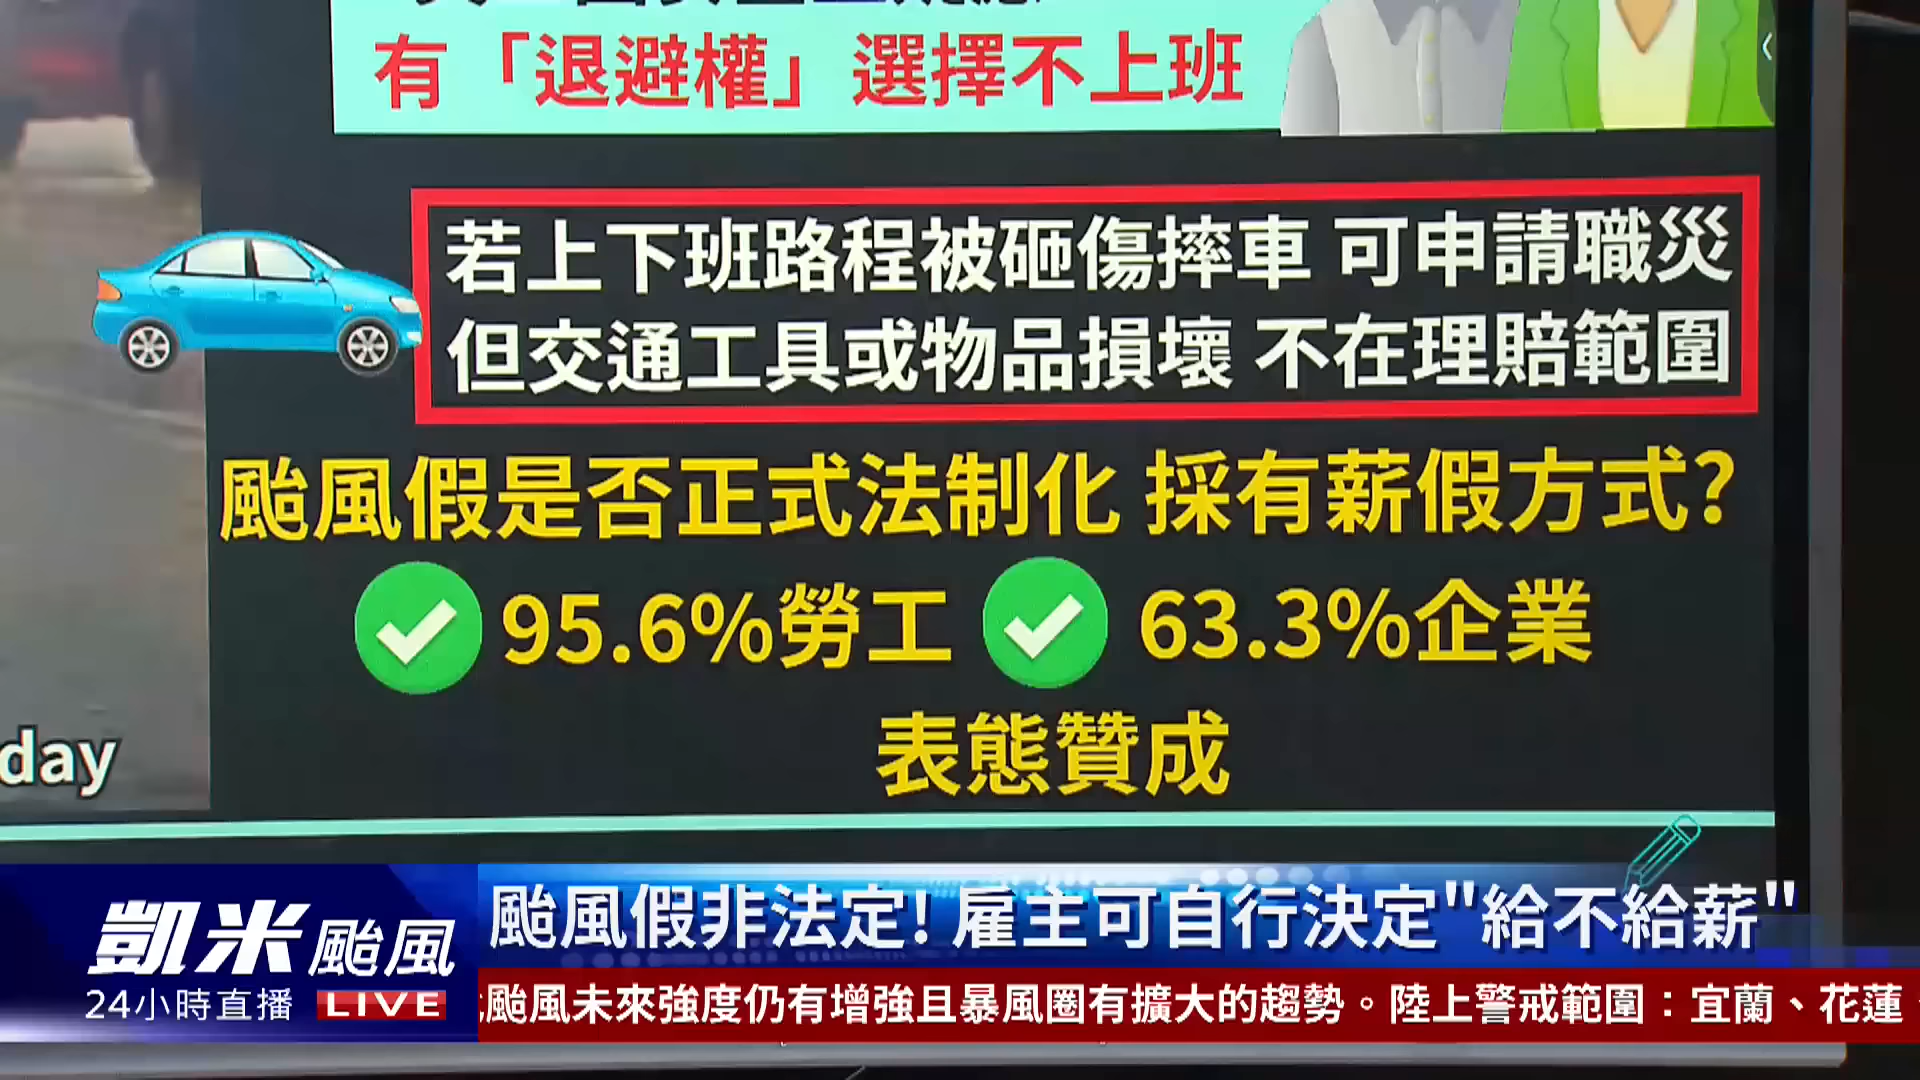 有「退避權」選擇不上班
若上下班路程被砸傷摔車 可申請職災
但交通工具或物品損壞 不在理賠範圍
颱風假是否正式法制化 採有薪假方式?
95.6%勞工 63.3%企業
表態贊成
day
凱米颱風
24小時直播 LIVE
颱風假非法定! 雇主可自行決定"給不給薪"
颱風未來強度仍有增強且暴風圈有擴大的趨勢。陸上警戒範圍：宜蘭、花蓮